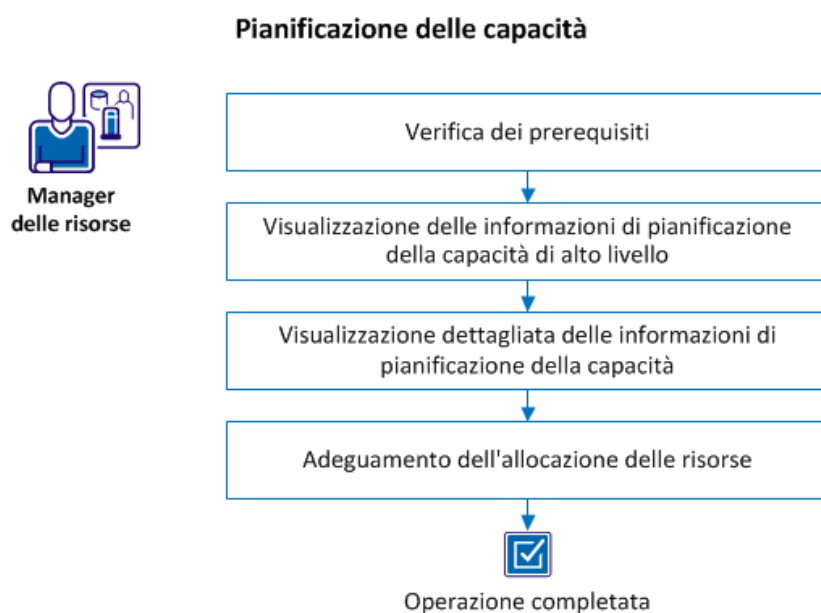 Pianificazione delle capacità
Manager
delle risorse
Verifica dei prerequisiti
Visualizzazione delle informazioni di pianificazione
della capacità di alto livello
Visualizzazione dettagliata delle informazioni di
pianificazione della capacità
Adeguamento dell'allocazione delle risorse
Operazione completata